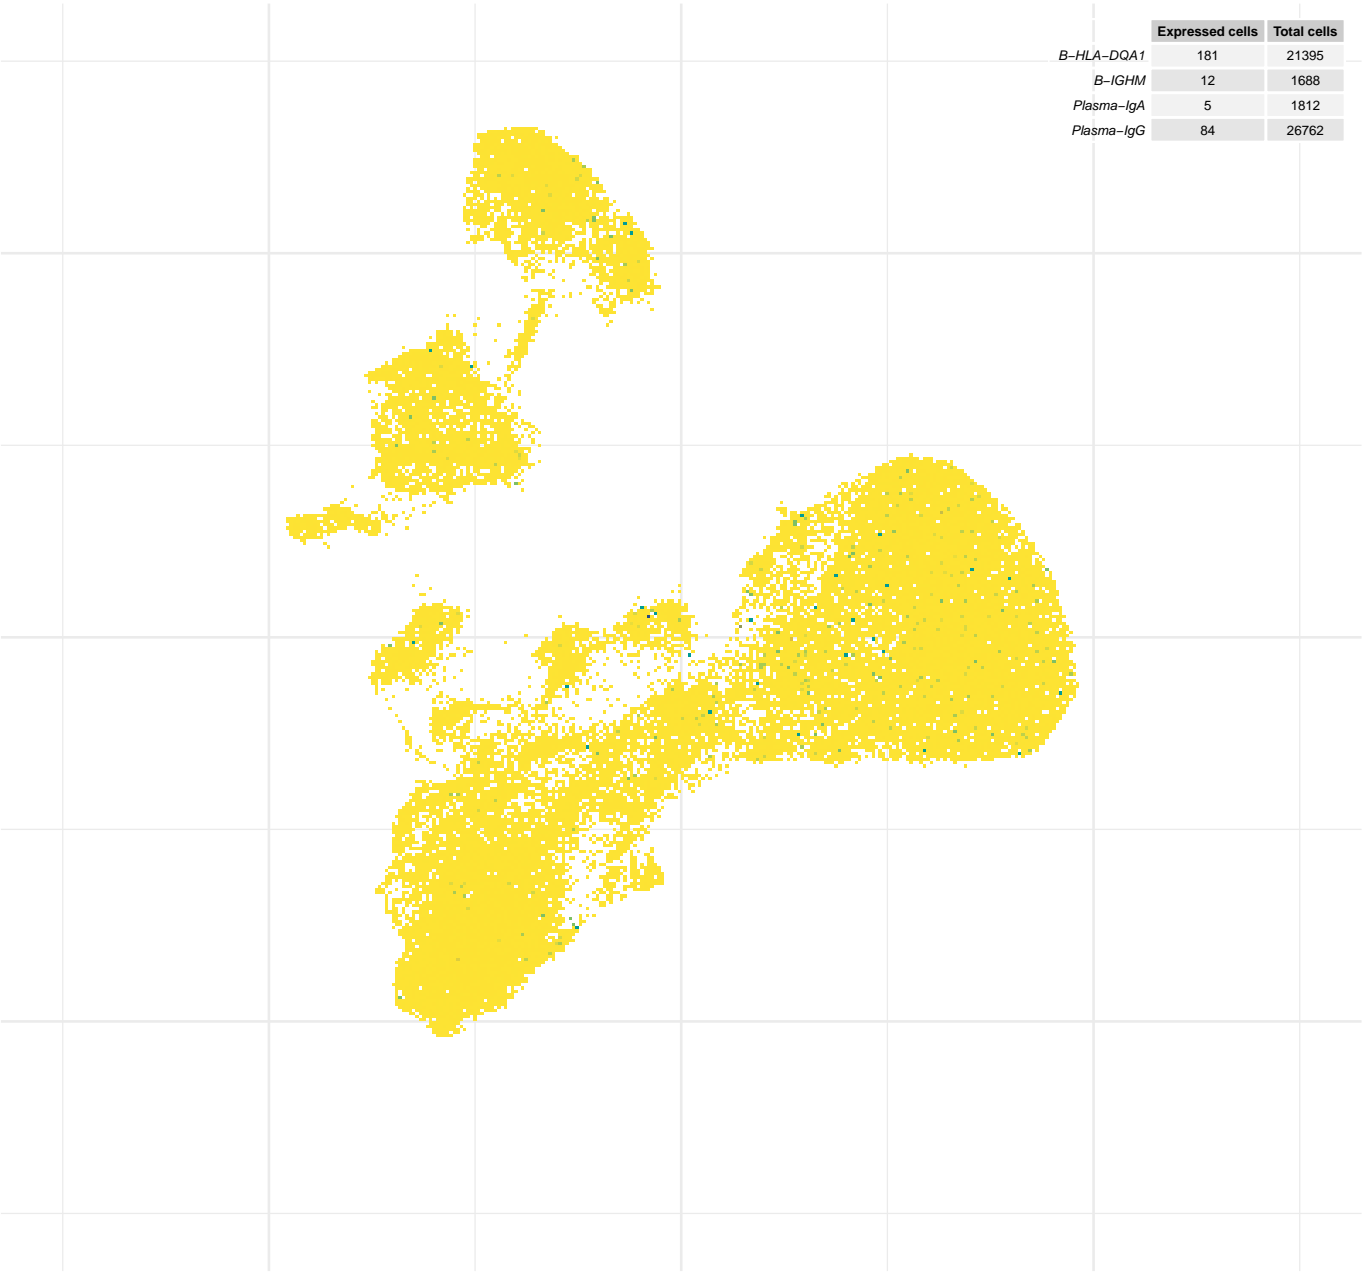 Expressed cells Total cells
B−HLA−DQA1 181 21395
B−IGHM 12 1688
Plasma−IgA 5 1812
Plasma−IgG 84 26762